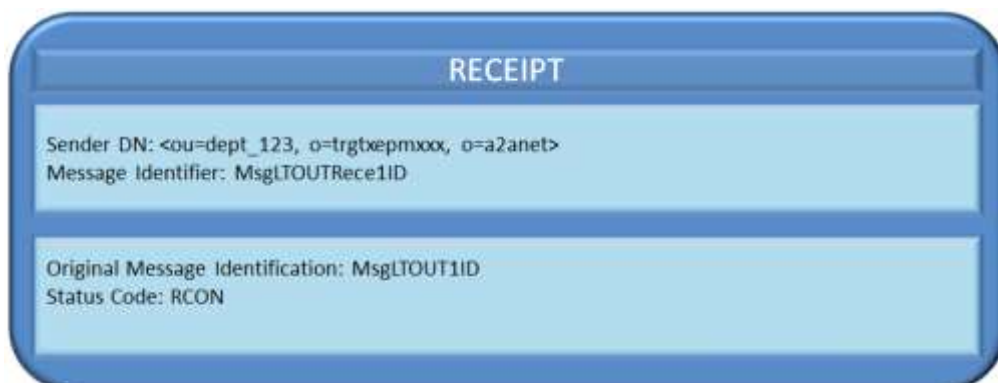 RECEIPT
Sender DN: <ou=dept_123, o=trgtxepmxxx, o=a2anet>
Message Identifier: MsgLTOUTRece1ID
Original Message Identification: MsgLTOUT1ID
Status Code: RCON